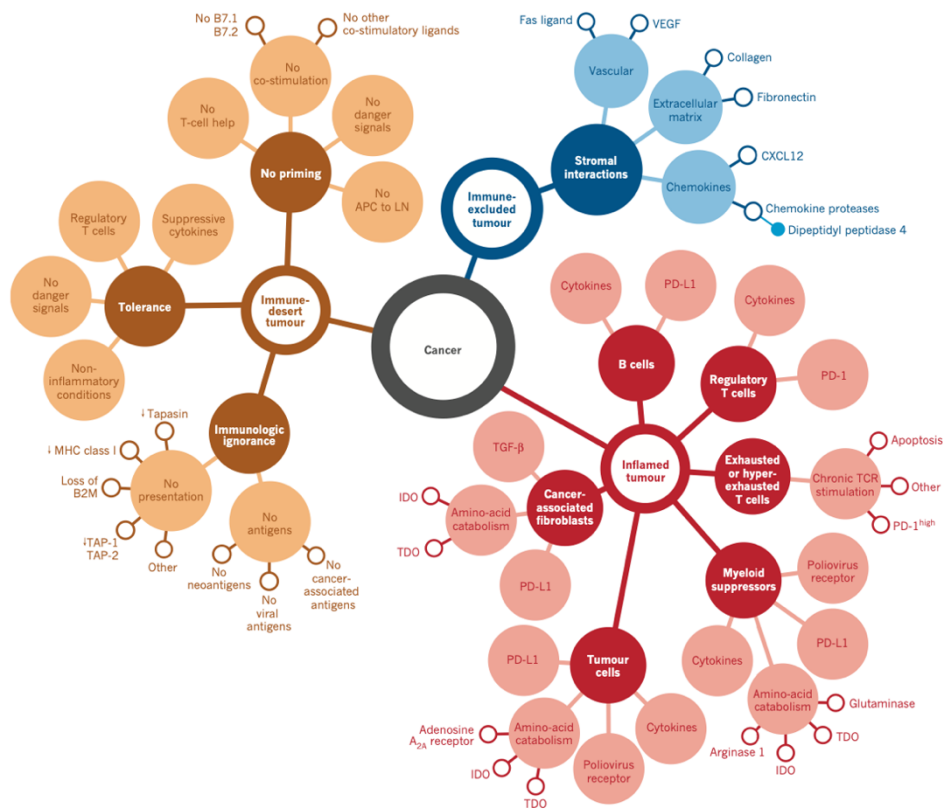 Cancer
Immune-
desert
tumour
No priming
No
T-cell help
No
co-stimulation
No B7.1
B7.2
No other
co-stimulatory ligands
No
danger
signals
No
APC to LN
Tolerance
Regulatory
T cells
Suppressive
cytokines
No
danger
signals
Non-
inflammatory
conditions
Immunologic
ignorance
No
presentation
↓Tapasin
↓MHC class I
Loss of
B2M
↓TAP-1
TAP-2
Other
No
antigens
No
neoantigens
No
viral
antigens
No
cancer-
associated
antigens
Immune-
excluded
tumour
Stromal
interactions
Vascular
Fas ligand
VEGF
Extracellular
matrix
Collagen
Fibronectin
Chemokines
CXCL12
Chemokine proteases
Dipeptidyl peptidase 4
Inflamed
tumour
B cells
Cytokines
PD-L1
Regulatory
T cells
Cytokines
PD-1
Exhausted
or hyper-
exhausted
T cells
Chronic TCR
stimulation
Apoptosis
Other
PD-1high
Myeloid
suppressors
Poliovirus
receptor
PD-L1
Amino-acid
catabolism
Glutaminase
TDO
IDO
Arginase 1
Cytokines
Tumour
cells
PD-L1
Amino-acid
catabolism
Adenosine
A2A receptor
IDO
TDO
Poliovirus
receptor
Cytokines
Cancer-
associated
fibroblasts
TGF-β
Amino-acid
catabolism
IDO
TDO
PD-L1